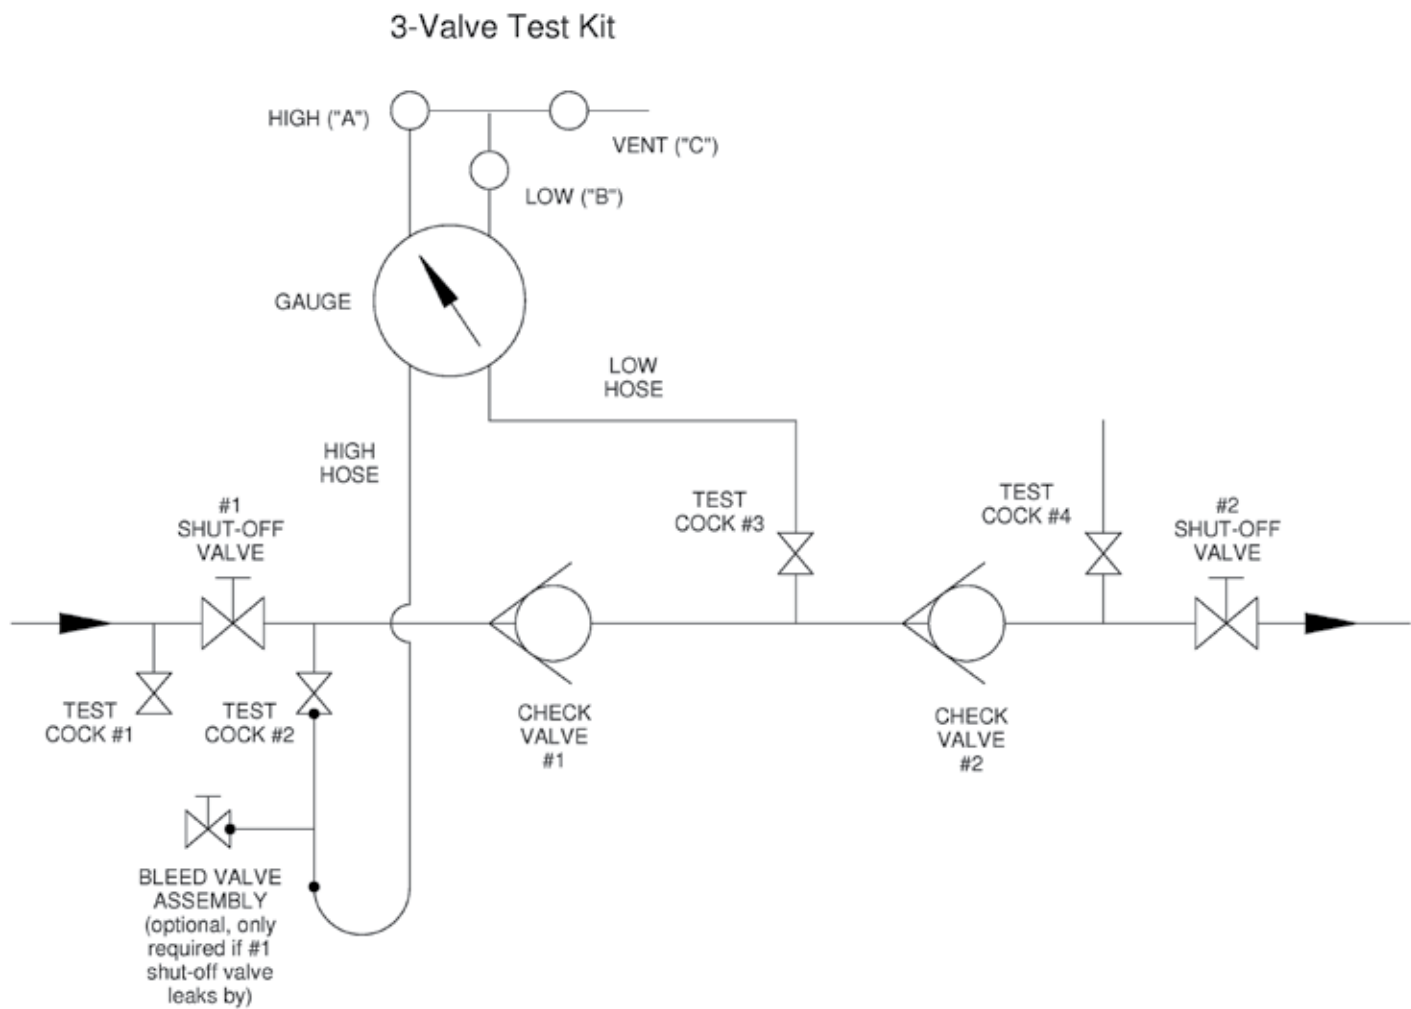 3-Valve Test Kit
HIGH ("A")
VENT ("C")
LOW ("B")
GAUGE
LOW
HOSE
HIGH
HOSE
#1
SHUT-OFF
VALVE
TEST
COCK #3
TEST
COCK #4
#2
SHUT-OFF
VALVE
TEST
COCK #1
TEST
COCK #2
CHECK
VALVE
#1
CHECK
VALVE
#2
BLEED VALVE
ASSEMBLY
(optional, only
required if #1
shut-off valve
leaks by)